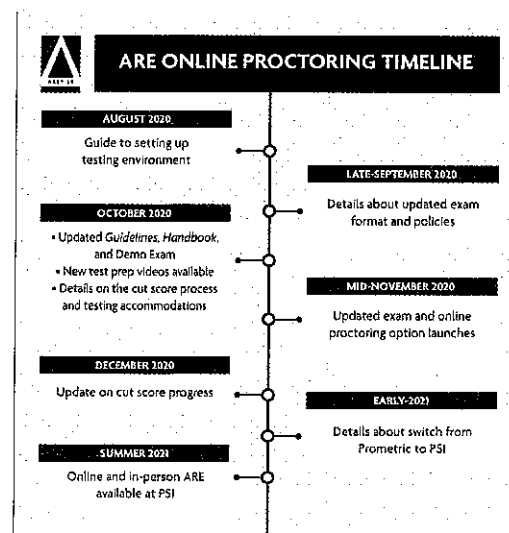 ARE ONLINE PROCTORING TIMELINE
AUGUST 2020
Guide to setting up
testing environment
LATE-SEPTEMBER 2020
Details about updated exam
format and policies
OCTOBER 2020
• Updated Guidelines, Handbook,
and Demo Exam
• New test prep videos available
• Details on the cut score process
and testing accommodations
MID-NOVEMBER 2020
Updated exam and online
proctoring option launches
DECEMBER 2020
Update on cut score progress
EARLY-2021
Details about switch from
Prometric to PSI
SUMMER 2021
Online and in-person ARE
available at PSI